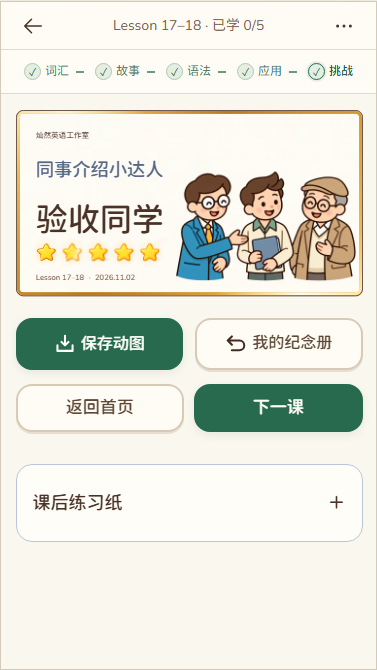 Lesson 17–18 · 已学 0/5
词汇 – 故事 – 语法 – 应用 – 挑战
灿然英语工作室
同事介绍小达人
验收同学
Lesson 17–18 · 2026.11.02
保存动图
我的纪念册
返回首页
下一课
课后练习纸